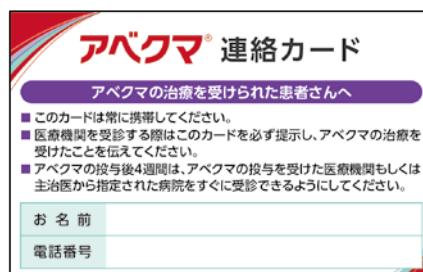 アベクマ® 連絡カード
アベクマの治療を受けられた患者さんへ
■ このカードは常に携帯してください。
■ 医療機関を受診する際はこのカードを必ず提示し、アベクマの治療を
受けたことを伝えてください。
■ アベクマの投与後4週間は、アベクマの投与を受けた医療機関もしくは
主治医から指定された病院をすぐに受診できるようにしてください。
お名前
電話番号